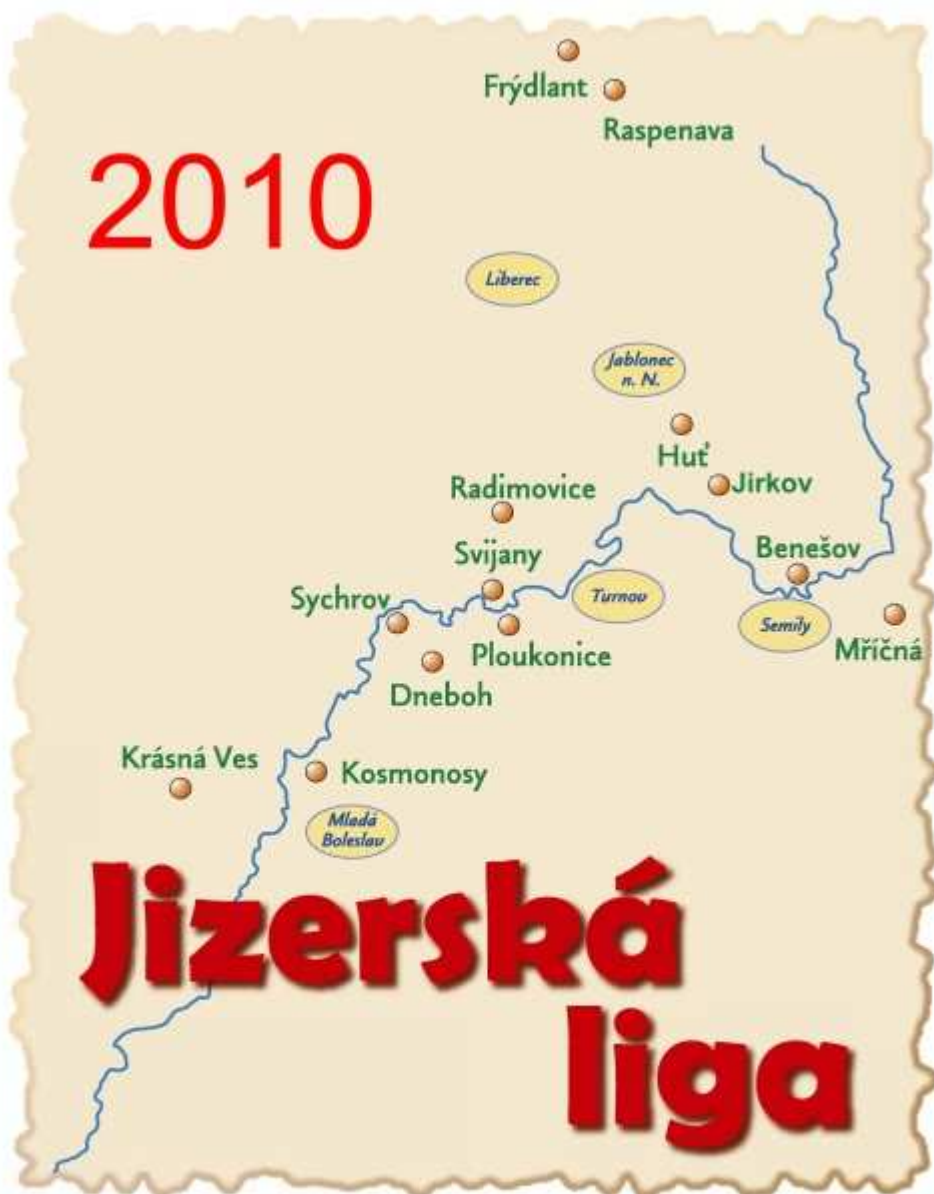 Frýdlant
Raspenava
2010
Liberec
Jablonec
n. N.
Huť
Jirkov
Radimovice
Svijany
Benešov
Sychrov
Turnov
Semily
Ploukonice
Mříčná
Dneboh
Krásná Ves
Kosmonosy
Mladá
Boleslav
Jizerská
liga